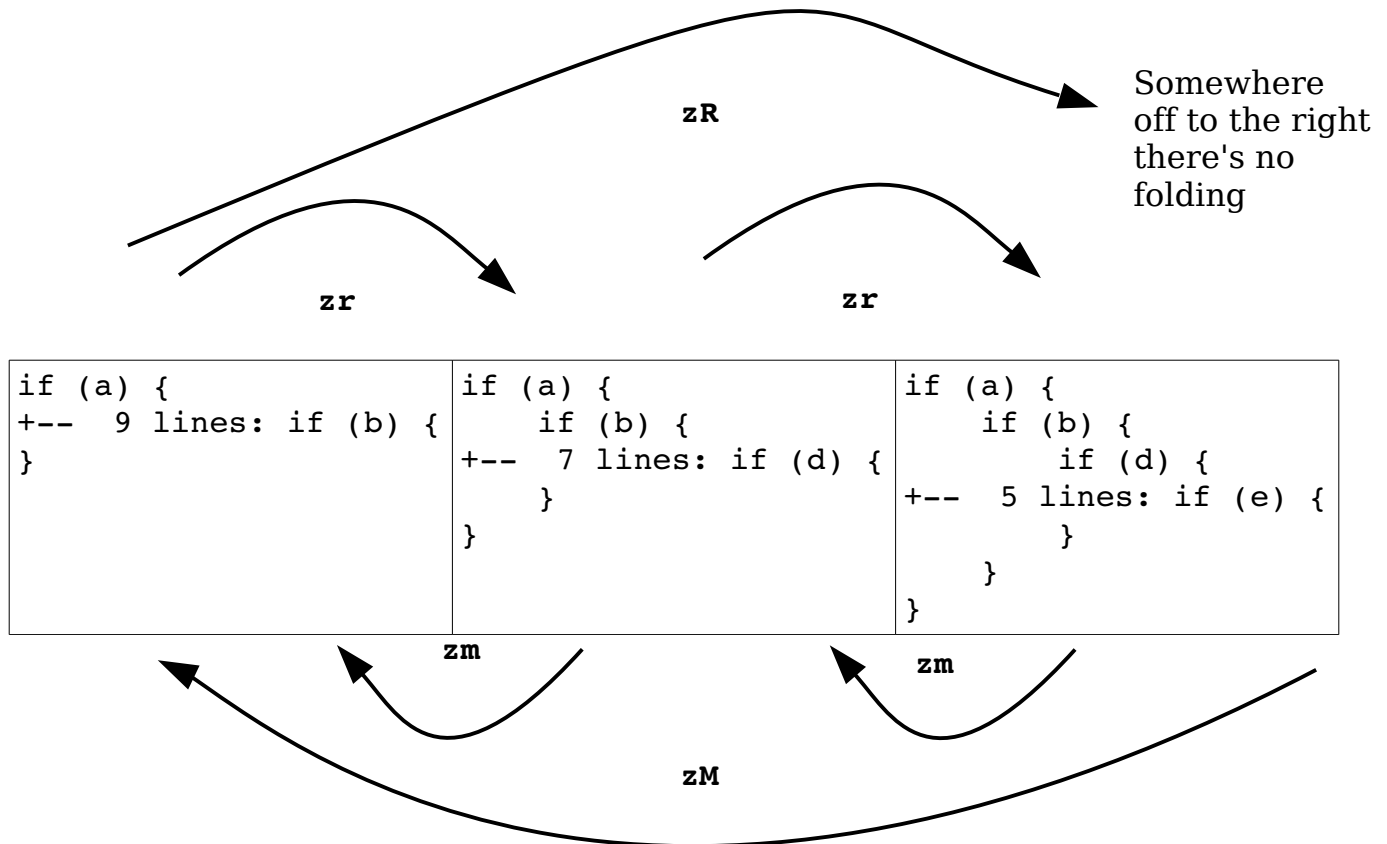 zR
Somewhere
off to the right
there's no
folding
zr
zr
if (a) {
+--  9 lines: if (b) {
}
if (a) {
    if (b) {
+--  7 lines: if (d) {
    }
}
if (a) {
    if (b) {
        if (d) {
+--  5 lines: if (e) {
        }
    }
}
zm
zm
zM